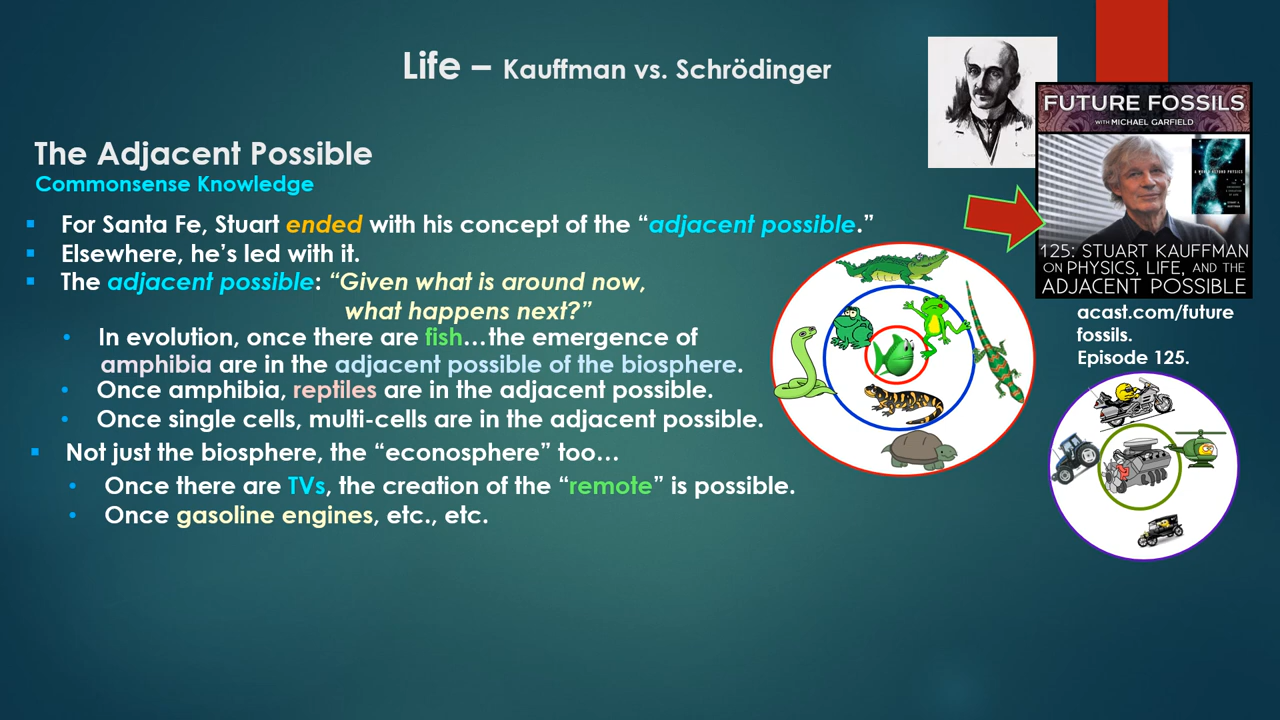 Life – Kauffman vs. Schrödinger
The Adjacent Possible
Commonsense Knowledge
For Santa Fe, Stuart ended with his concept of the “adjacent possible.”
Elsewhere, he’s led with it.
The adjacent possible: “Given what is around now,
what happens next?”
In evolution, once there are fish…the emergence of
amphibia are in the adjacent possible of the biosphere.
Once amphibia, reptiles are in the adjacent possible.
Once single cells, multi-cells are in the adjacent possible.
Not just the biosphere, the “econosphere” too…
Once there are TVs, the creation of the “remote” is possible.
Once gasoline engines, etc., etc.
FUTURE FOSSILS
WITH MICHAEL GARFIELD
A WORLD BEYOND PHYSICS
125: STUART KAUFFMAN
ON PHYSICS, LIFE, AND THE
ADJACENT POSSIBLE
acast.com/future
fossils.
Episode 125.